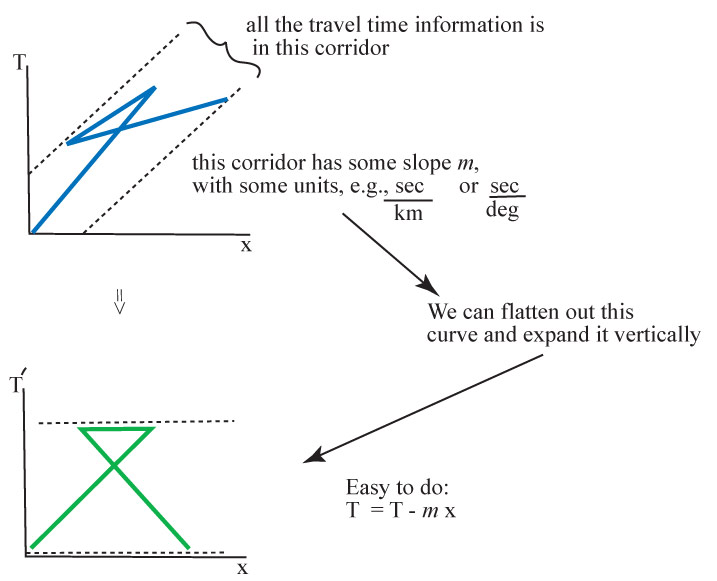 all the travel time information is
in this corridor
T
this corridor has some slope m,
with some units, e.g., sec/km or sec/deg
x
We can flatten out this
curve and expand it vertically
T′
Easy to do:
T = T - m x
x